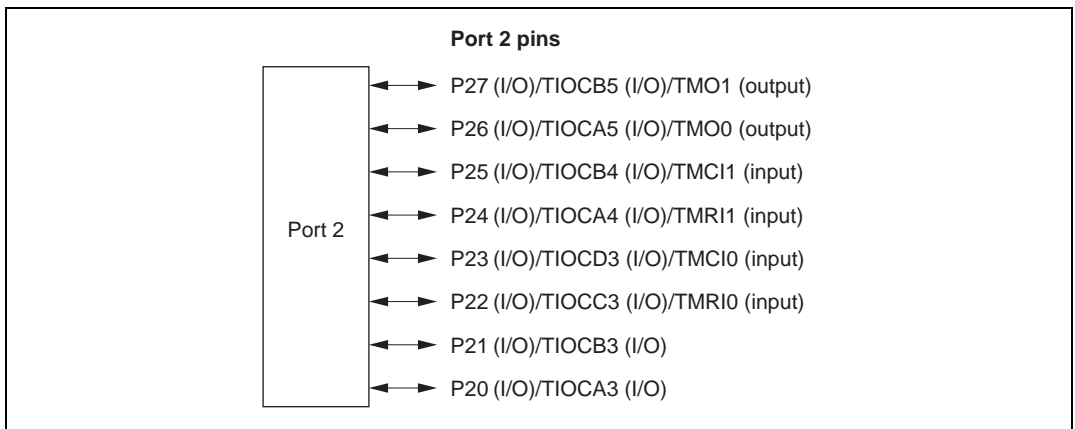 Port 2 pins
P27 (I/O)/TIOCB5 (I/O)/TMO1 (output)
P26 (I/O)/TIOCA5 (I/O)/TMO0 (output)
P25 (I/O)/TIOCB4 (I/O)/TMCI1 (input)
P24 (I/O)/TIOCA4 (I/O)/TMRI1 (input)
Port 2
P23 (I/O)/TIOCD3 (I/O)/TMCI0 (input)
P22 (I/O)/TIOCC3 (I/O)/TMRI0 (input)
P21 (I/O)/TIOCB3 (I/O)
P20 (I/O)/TIOCA3 (I/O)